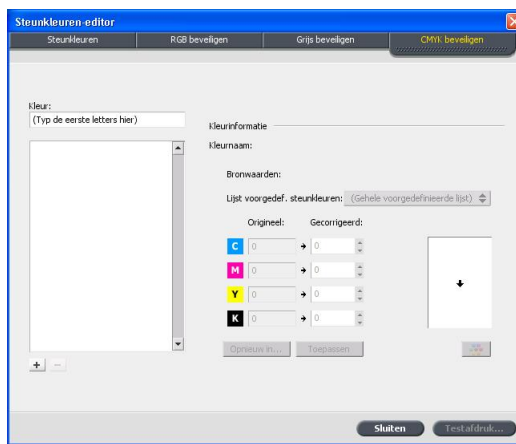 Steunkleuren-editor
Steunkleuren
RGB beveiligen
Grijs beveiligen
CMYK beveiligen
Kleur:
(Typ de eerste letters hier)
Kleurinformatie
Kleurnaam:
Bronwaarden:
Lijst voorgedef. steunkleuren: (Gehele voorgedefinieerde lijst)
Origineel: Gecorrigeerd:
C 0 0
M 0 0
Y 0 0
K 0 0
Opnieuw in... Toepassen
+ −
Sluiten Testafdruk...